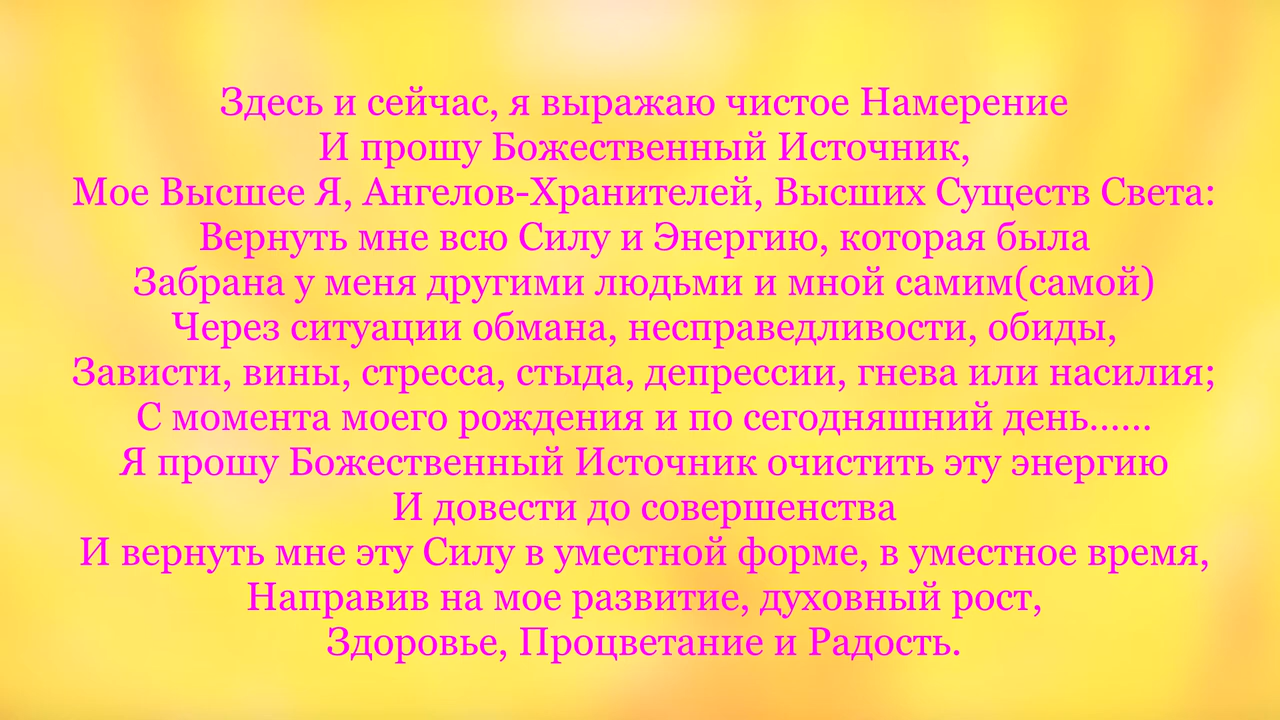 Здесь и сейчас, я выражаю чистое Намерение
И прошу Божественный Источник,
Мое Высшее Я, Ангелов-Хранителей, Высших Существ Света:
Вернуть мне всю Силу и Энергию, которая была
Забрана у меня другими людьми и мной самим(самой)
Через ситуации обмана, несправедливости, обиды,
Зависти, вины, стресса, стыда, депрессии, гнева или насилия;
С момента моего рождения и по сегодняшний день......
Я прошу Божественный Источник очистить эту энергию
И довести до совершенства
И вернуть мне эту Силу в уместной форме, в уместное время,
Направив на мое развитие, духовный рост,
Здоровье, Процветание и Радость.